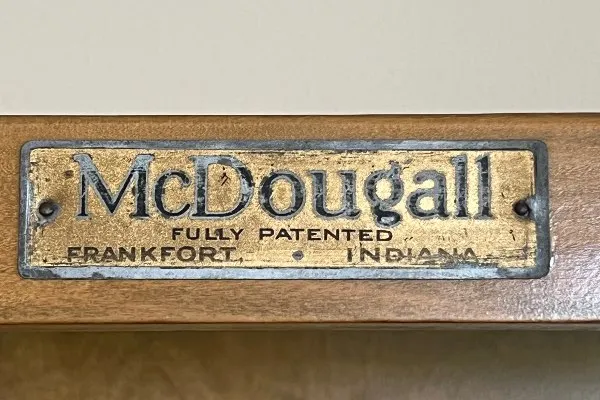 McDougall
FULLY PATENTED
FRANKFORT, • INDIANA